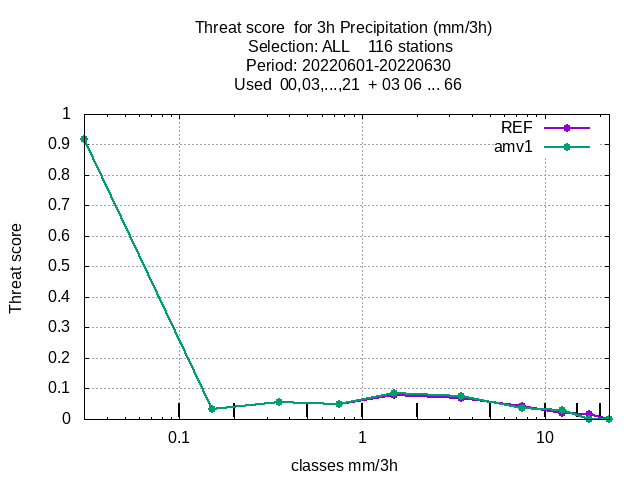 Threat score  for 3h Precipitation (mm/3h)
Selection: ALL    116 stations
Period: 20220601-20220630
Used  00,03,...,21  + 03 06 ... 66
REF
amv1
1
0.9
0.8
0.7
0.6
0.5
0.4
0.3
0.2
0.1
0
Threat score
0.1 1 10
classes mm/3h